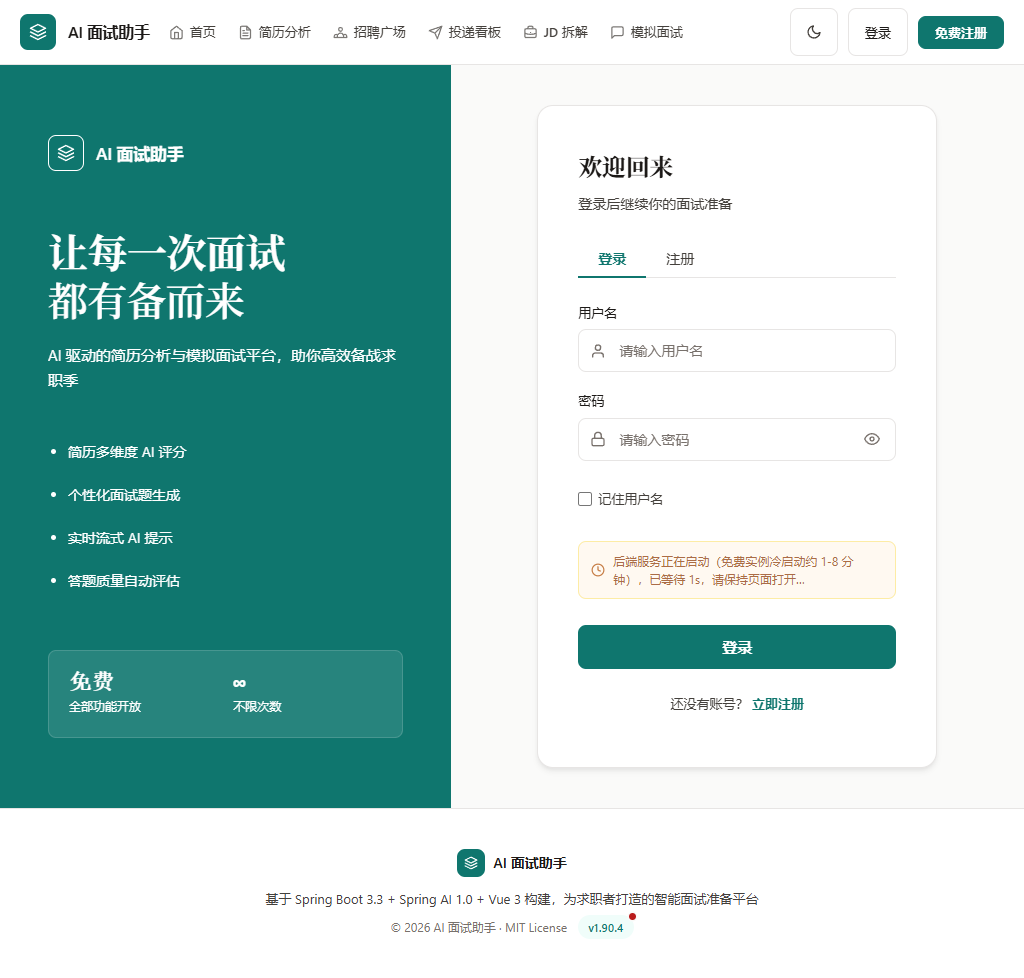 AI 面试助手
首页
简历分析
招聘广场
投递看板
JD 拆解
模拟面试
登录
免费注册
AI 面试助手
让每一次面试
都有备而来
AI 驱动的简历分析与模拟面试平台，助你高效备战求
职季
简历多维度 AI 评分
个性化面试题生成
实时流式 AI 提示
答题质量自动评估
免费
全部功能开放
∞
不限次数
欢迎回来
登录后继续你的面试准备
登录
注册
用户名
请输入用户名
密码
请输入密码
记住用户名
后端服务正在启动（免费实例冷启动约 1-8 分
钟），已等待 1s，请保持页面打开...
登录
还没有账号？ 立即注册
AI 面试助手
基于 Spring Boot 3.3 + Spring AI 1.0 + Vue 3 构建，为求职者打造的智能面试准备平台
© 2026 AI 面试助手 · MIT License
v1.90.4